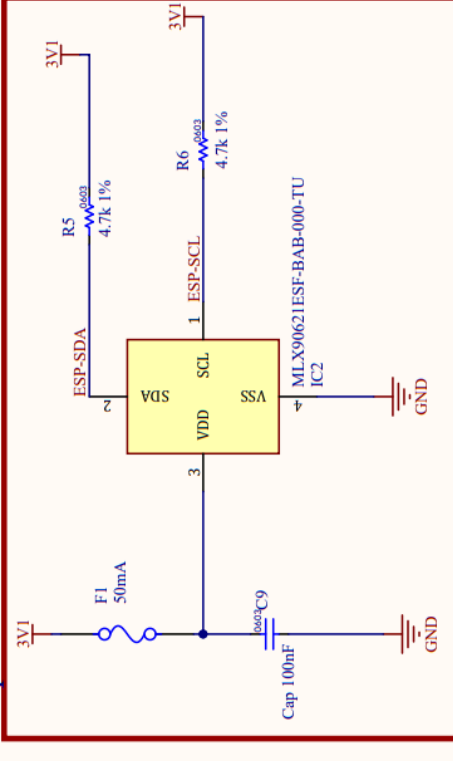 3V1
R5
0603
4.7k 1%
ESP-SDA
3V1
R6
0603
4.7k 1%
ESP-SCL
2
1
SDA
SCL
VDD
VSS
3
4
MLX90621ESF-BAB-000-TU
IC2
GND
3V1
F1
50mA
0603
C9
Cap 100nF
GND